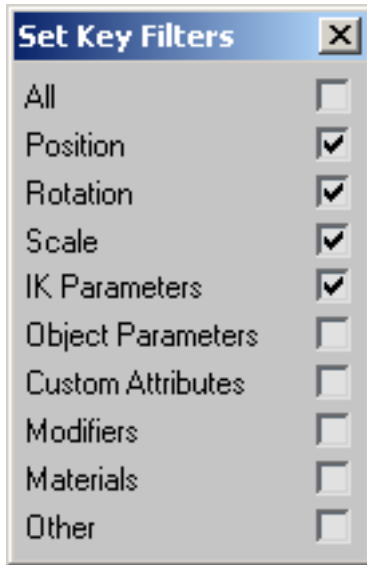 Set Key Filters
All
Position
Rotation
Scale
IK Parameters
Object Parameters
Custom Attributes
Modifiers
Materials
Other